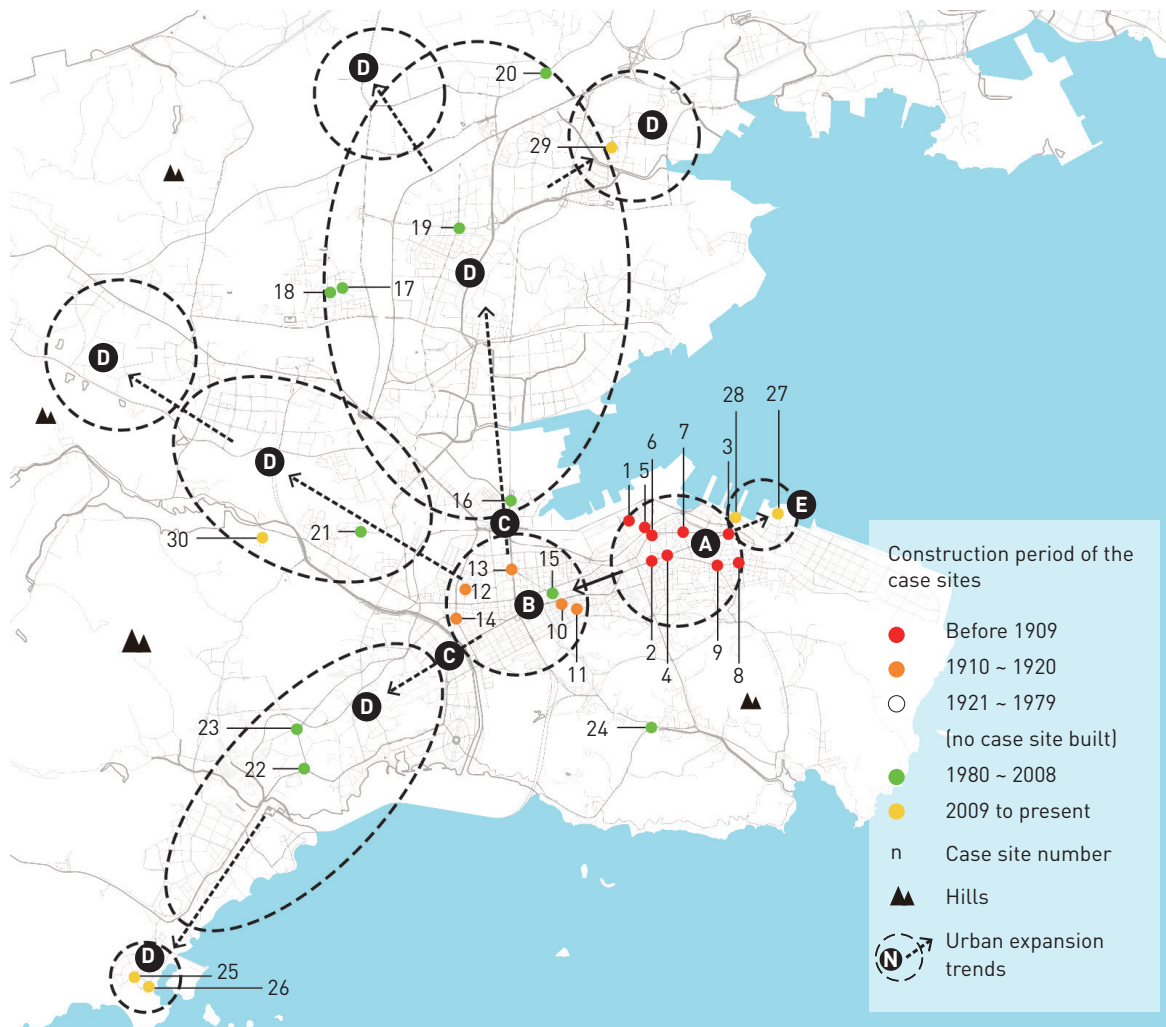 D
20
D
29
19
D
18
17
D
28
27
6
7
3
1
5
D
16
E
C
A
21
30
13
15
12
B
14
10
11
2
4
9
8
C
D
23
24
22
D
25
26
Construction period of the
case sites
Before 1909
1910 ~ 1920
1921 ~ 1979
(no case site built)
1980 ~ 2008
2009 to present
n Case site number
Hills
N Urban expansion
trends